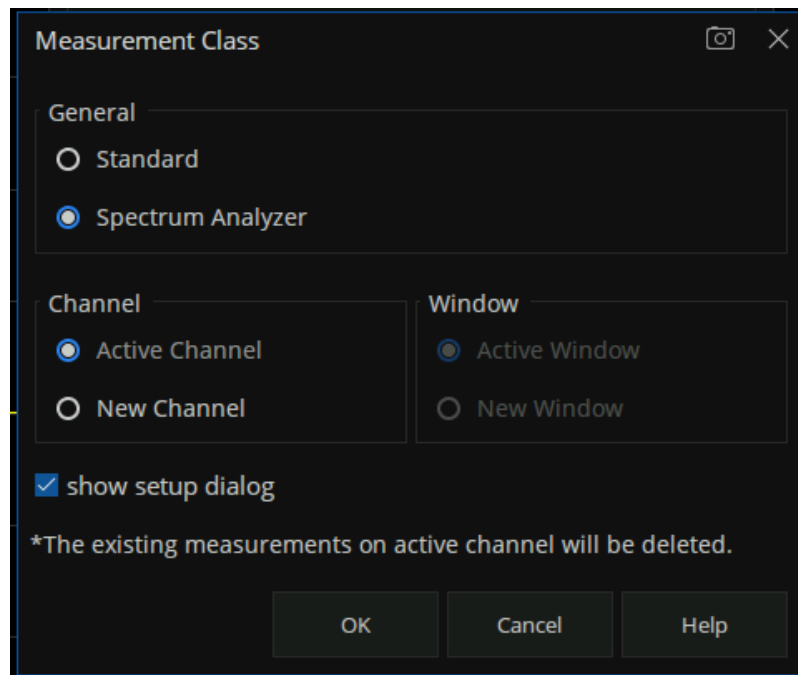 Measurement Class
General
Standard
Spectrum Analyzer
Channel
Window
Active Channel
Active Window
New Channel
New Window
show setup dialog
*The existing measurements on active channel will be deleted.
OK
Cancel
Help